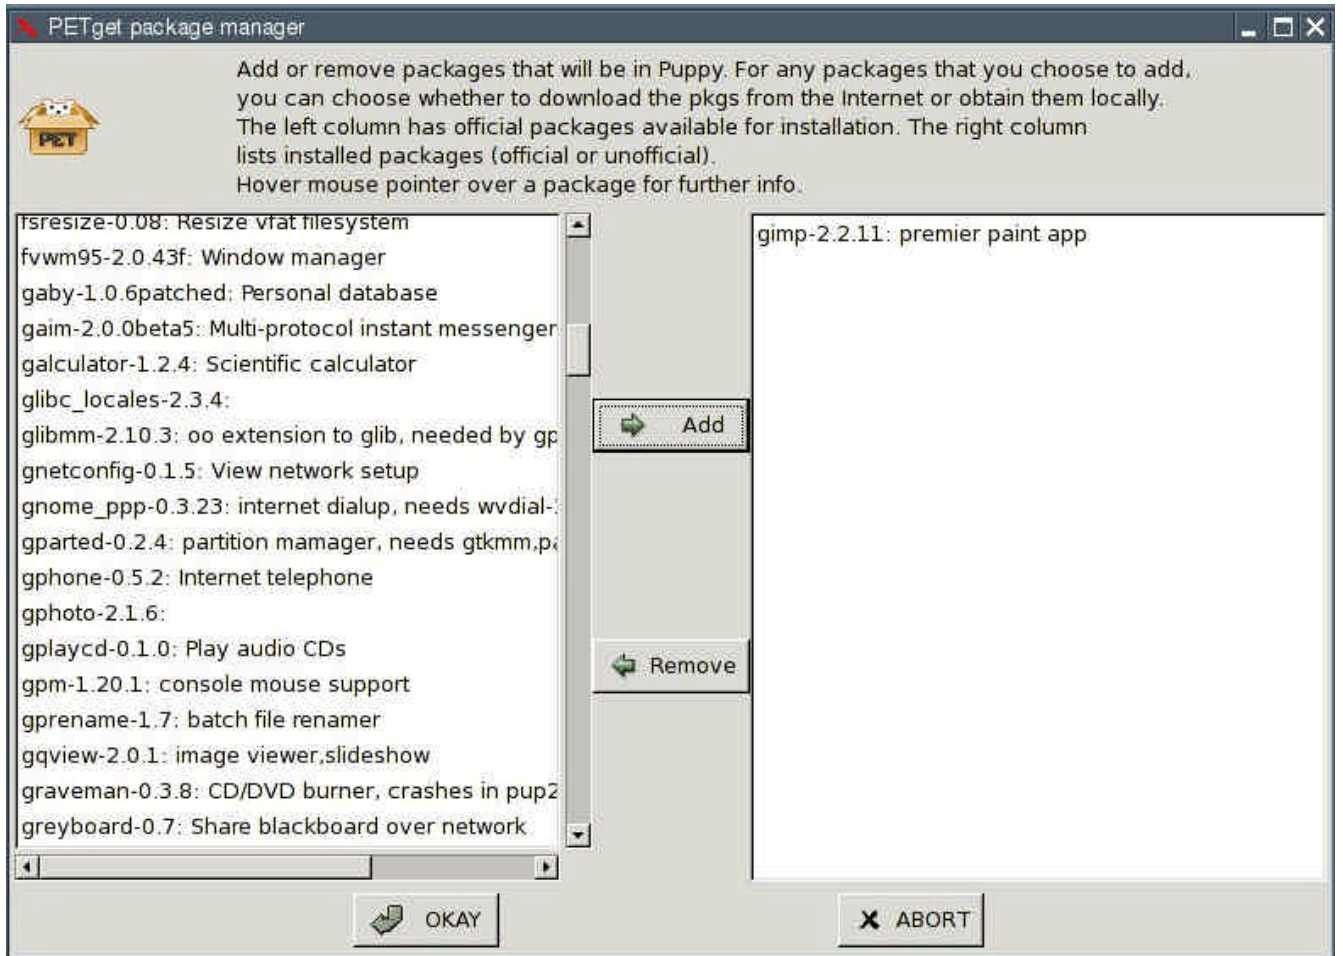 PETget package manager
Add or remove packages that will be in Puppy. For any packages that you choose to add,
you can choose whether to download the pkgs from the Internet or obtain them locally.
The left column has official packages available for installation. The right column
lists installed packages (official or unofficial).
Hover mouse pointer over a package for further info.
PET
fsresize-0.08: Resize vfat filesystem
fvwm95-2.0.43f: Window manager
gaby-1.0.6patched: Personal database
gaim-2.0.0beta5: Multi-protocol instant messenger
galculator-1.2.4: Scientific calculator
glibc_locales-2.3.4:
glibmm-2.10.3: oo extension to glib, needed by gp
gnetconfig-0.1.5: View network setup
gnome_ppp-0.3.23: internet dialup, needs wvdial-
gparted-0.2.4: partition mamager, needs gtkmm,pa
gphone-0.5.2: Internet telephone
gphoto-2.1.6:
gplaycd-0.1.0: Play audio CDs
gpm-1.20.1: console mouse support
gprename-1.7: batch file renamer
gqview-2.0.1: image viewer,slideshow
graveman-0.3.8: CD/DVD burner, crashes in pup2
greyboard-0.7: Share blackboard over network
Add
Remove
gimp-2.2.11: premier paint app
OKAY
ABORT